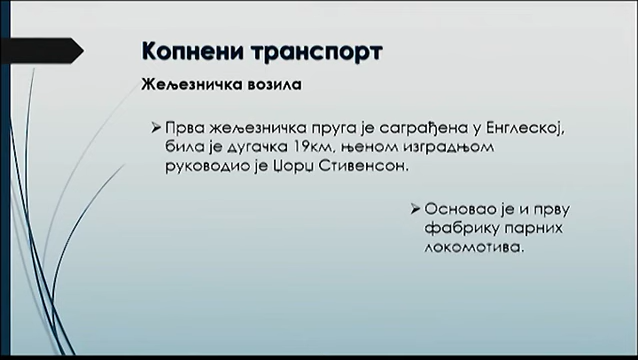 Копнени транспорт
Жељезничка возила
Прва жељезничка пруга је саграђена у Енглеској,
била је дугачка 19км, њеном изградњом
руководио је Џорџ Стивенсон.
Основао је и прву
фабрику парних
локомотива.